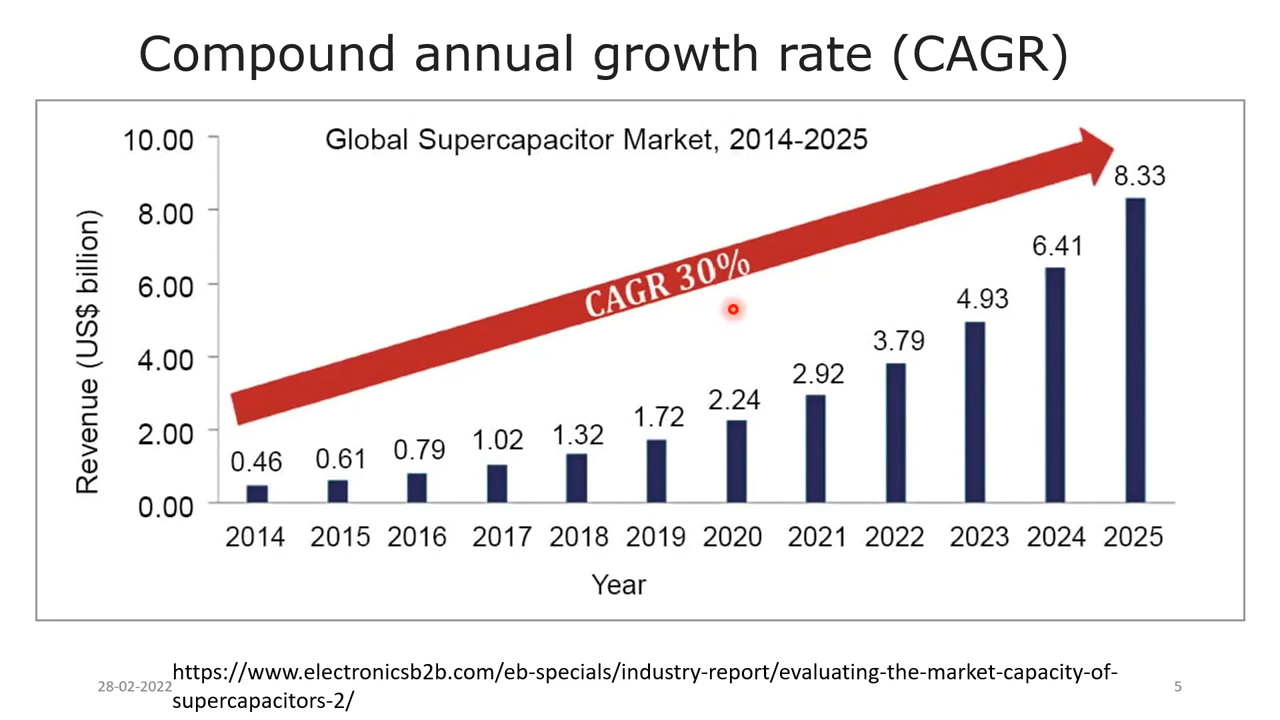 Compound annual growth rate (CAGR)
Global Supercapacitor Market, 2014-2025
Revenue (US$ billion)
10.00
8.00
6.00
4.00
2.00
0.00
CAGR 30%
0.46
0.61
0.79
1.02
1.32
1.72
2.24
2.92
3.79
4.93
6.41
8.33
2014 2015 2016 2017 2018 2019 2020 2021 2022 2023 2024 2025
Year
https://www.electronicsb2b.com/eb-specials/industry-report/evaluating-the-market-capacity-of-
supercapacitors-2/
28-02-2022
5